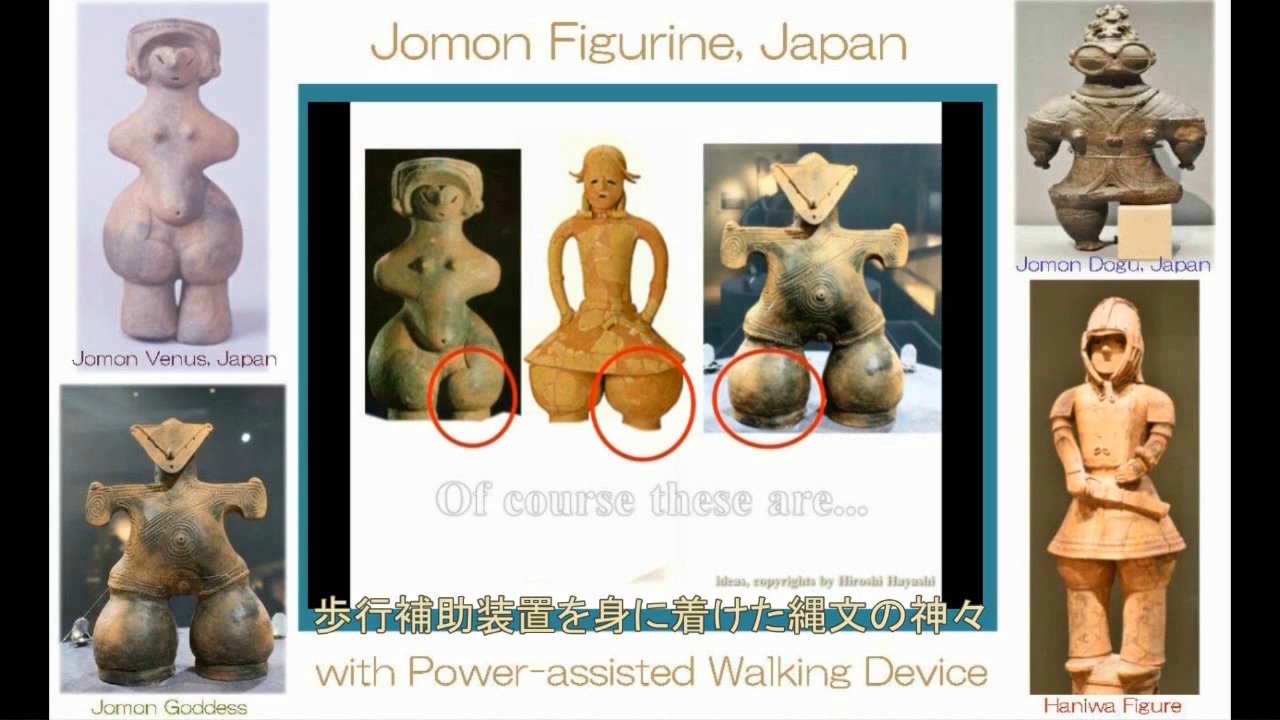 Jomon Figurine, Japan
Jomon Dogu, Japan
Jomon Venus, Japan
Of course these are...
ideas, copyrights by Hiroshi Hayashi
歩行補助装置を身に着けた縄文の神々
with Power-assisted Walking Device
Jomon Goddess
Haniwa Figure